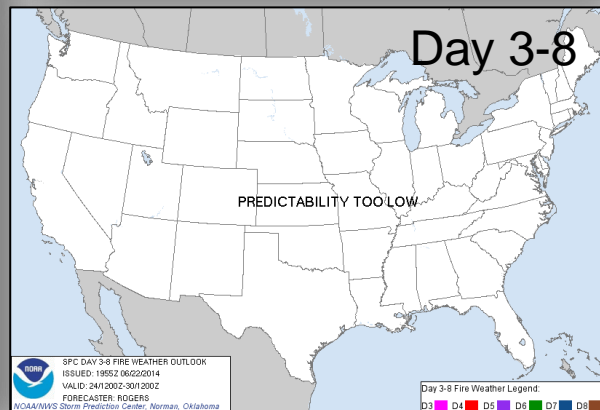 Day 3-8
PREDICTABILITY TOO LOW
NOAA
SPC DAY 3-8 FIRE WEATHER OUTLOOK
ISSUED: 1955Z 06/22/2014
VALID: 24/1200Z-30/1200Z
FORECASTER: ROGERS
NOAA/NWS Storm Prediction Center, Norman, Oklahoma
Day 3-8 Fire Weather Legend:
D3 D4 D5 D6 D7 D8